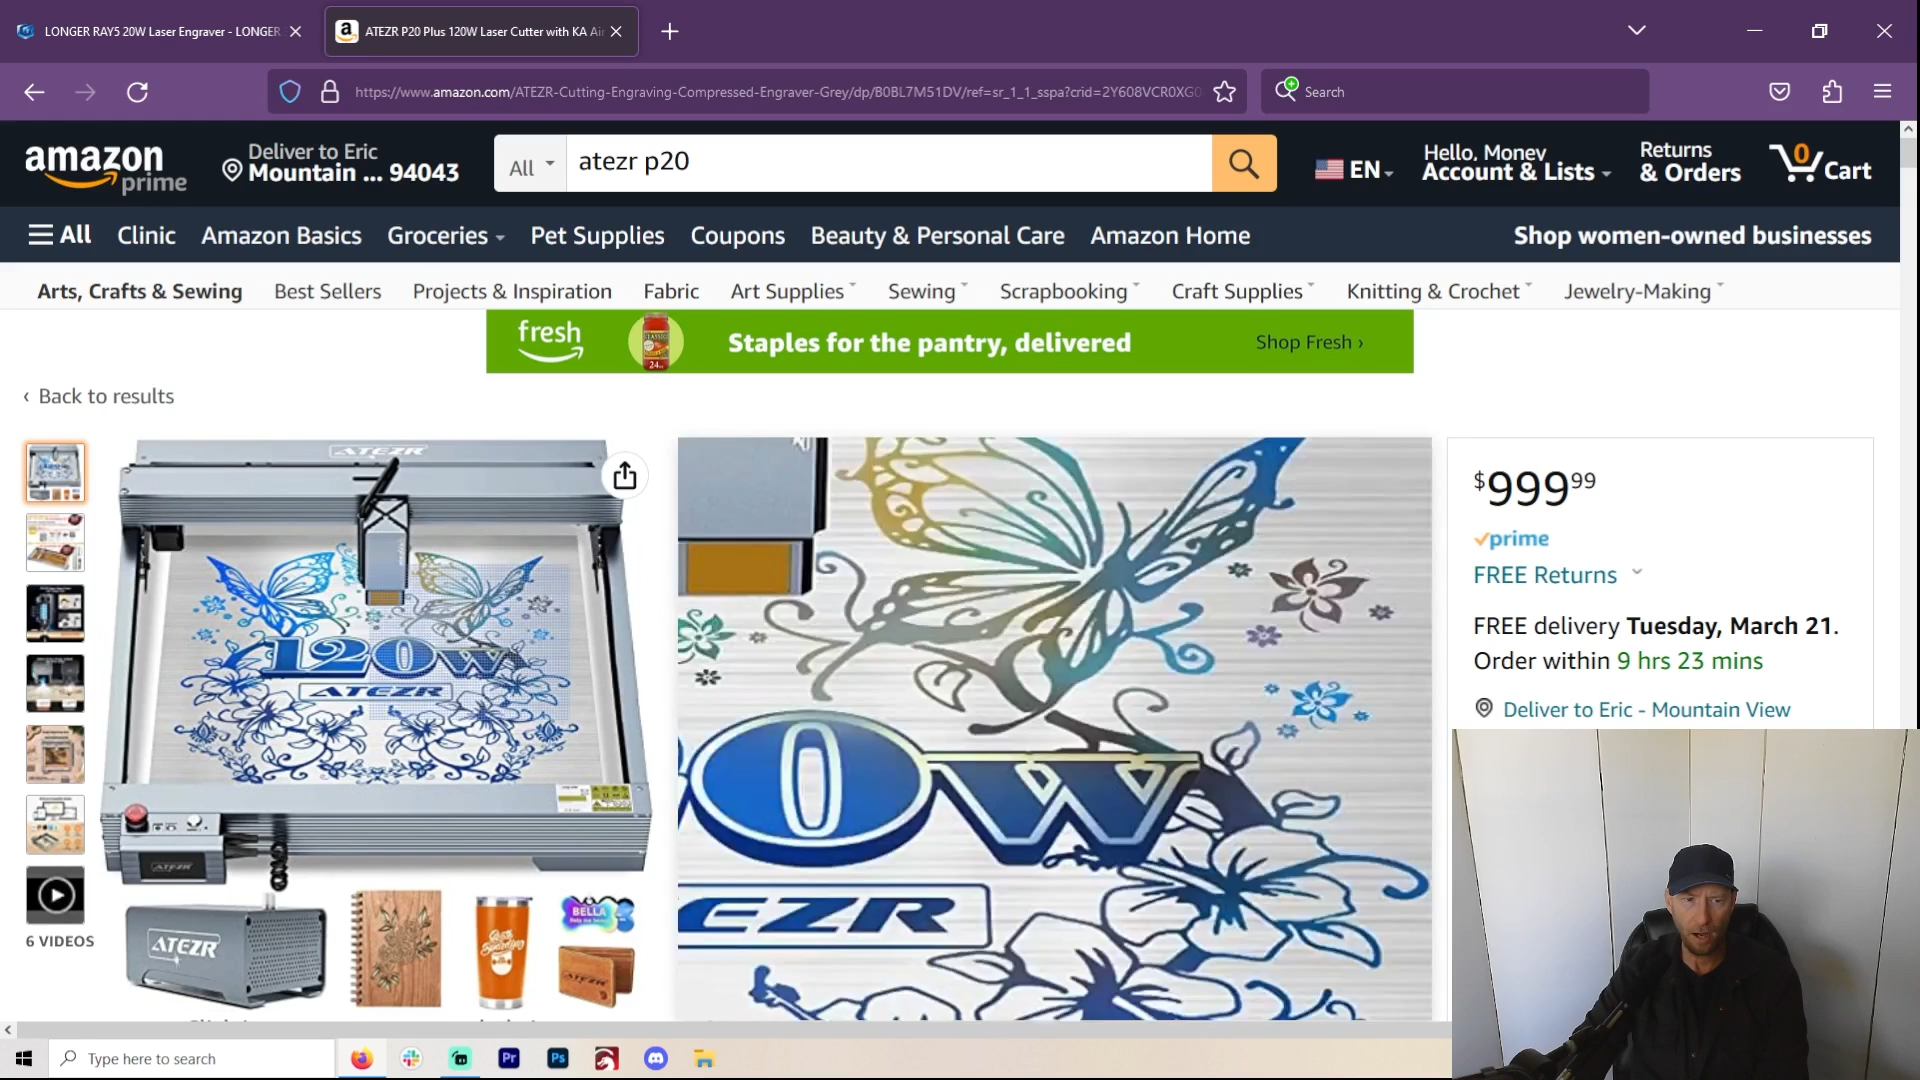 LONGER RAY5 20W Laser Engraver - LONGER
ATEZR P20 Plus 120W Laser Cutter with KA Air
https://www.amazon.com/ATEZR-Cutting-Engraving-Compressed-Engraver-Grey/dp/B0BL7M51DV/ref=sr_1_1_sspa?crid=2Y608VCR0XG0
Search
amazon prime
Deliver to Eric
Mountain ... 94043
All
atezr p20
EN
Hello, Money
Account & Lists
Returns
& Orders
0
Cart
All
Clinic
Amazon Basics
Groceries
Pet Supplies
Coupons
Beauty & Personal Care
Amazon Home
Shop women-owned businesses
Arts, Crafts & Sewing
Best Sellers
Projects & Inspiration
Fabric
Art Supplies
Sewing
Scrapbooking
Craft Supplies
Knitting & Crochet
Jewelry-Making
fresh
CLASSICO
24
Staples for the pantry, delivered
Shop Fresh ›
‹ Back to results
ATEZR
120W
ATEZR
ATEZR
ATEZR
BELLA
ATEZR
6 VIDEOS
0W
EZR
$999.99
prime
FREE Returns
FREE delivery Tuesday, March 21.
Order within 9 hrs 23 mins
Deliver to Eric - Mountain View
Type here to search
Pr
Ps